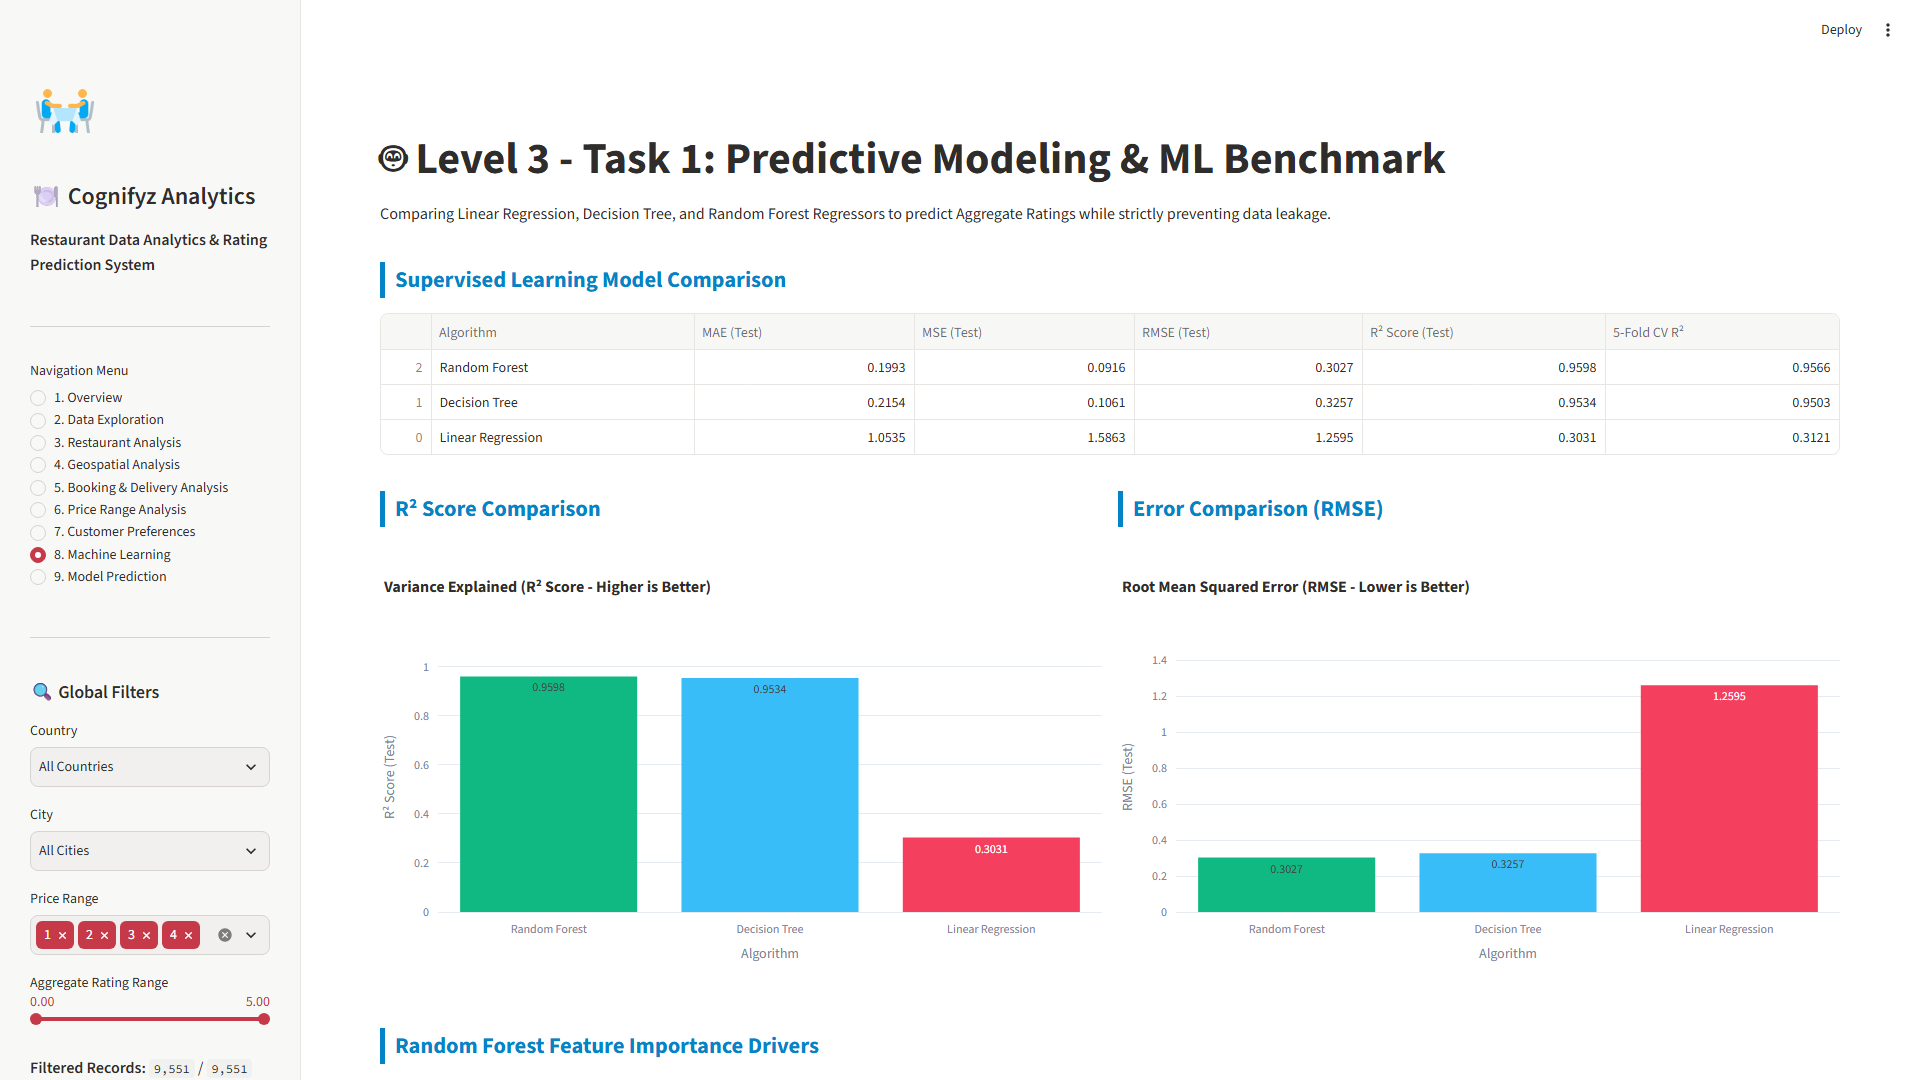 Deploy
Cognifyz Analytics
Restaurant Data Analytics & Rating
Prediction System
Navigation Menu
1. Overview
2. Data Exploration
3. Restaurant Analysis
4. Geospatial Analysis
5. Booking & Delivery Analysis
6. Price Range Analysis
7. Customer Preferences
8. Machine Learning
9. Model Prediction
Global Filters
Country
All Countries
City
All Cities
Price Range
1 × 2 × 3 × 4 ×
Aggregate Rating Range
0.00 5.00
Filtered Records: 9,551 / 9,551
Level 3 - Task 1: Predictive Modeling & ML Benchmark
Comparing Linear Regression, Decision Tree, and Random Forest Regressors to predict Aggregate Ratings while strictly preventing data leakage.
Supervised Learning Model Comparison
Algorithm MAE (Test) MSE (Test) RMSE (Test) R² Score (Test) 5-Fold CV R²
2 Random Forest 0.1993 0.0916 0.3027 0.9598 0.9566
1 Decision Tree 0.2154 0.1061 0.3257 0.9534 0.9503
0 Linear Regression 1.0535 1.5863 1.2595 0.3031 0.3121
R² Score Comparison
Variance Explained (R² Score - Higher is Better)
R² Score (Test)
1
0.8
0.6
0.4
0.2
0
0.9598
0.9534
0.3031
Random Forest Decision Tree Linear Regression
Algorithm
Error Comparison (RMSE)
Root Mean Squared Error (RMSE - Lower is Better)
RMSE (Test)
1.4
1.2
1
0.8
0.6
0.4
0.2
0
0.3027
0.3257
1.2595
Random Forest Decision Tree Linear Regression
Algorithm
Random Forest Feature Importance Drivers